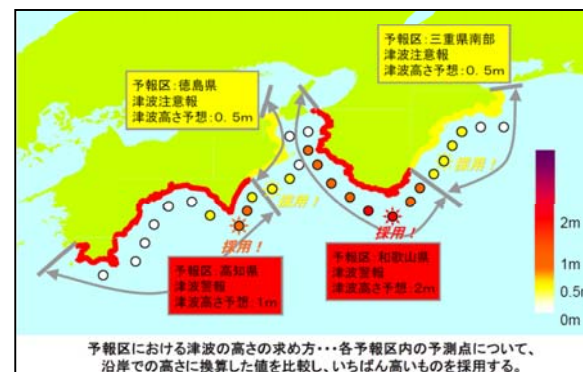 予報区:三重県南部
津波注意報
津波高さ予想:0.5m
予報区:徳島県
津波注意報
津波高さ予想:0.5m
採用!
採用!
採用!
採用!
予報区:高知県
津波警報
津波高さ予想:1m
予報区:和歌山県
津波警報
津波高さ予想:2m
2m
1m
0.5m
0m
予報区における津波の高さの求め方・・・各予報区内の予測点について、
沿岸での高さに換算した値を比較し、いちばん高いものを採用する。